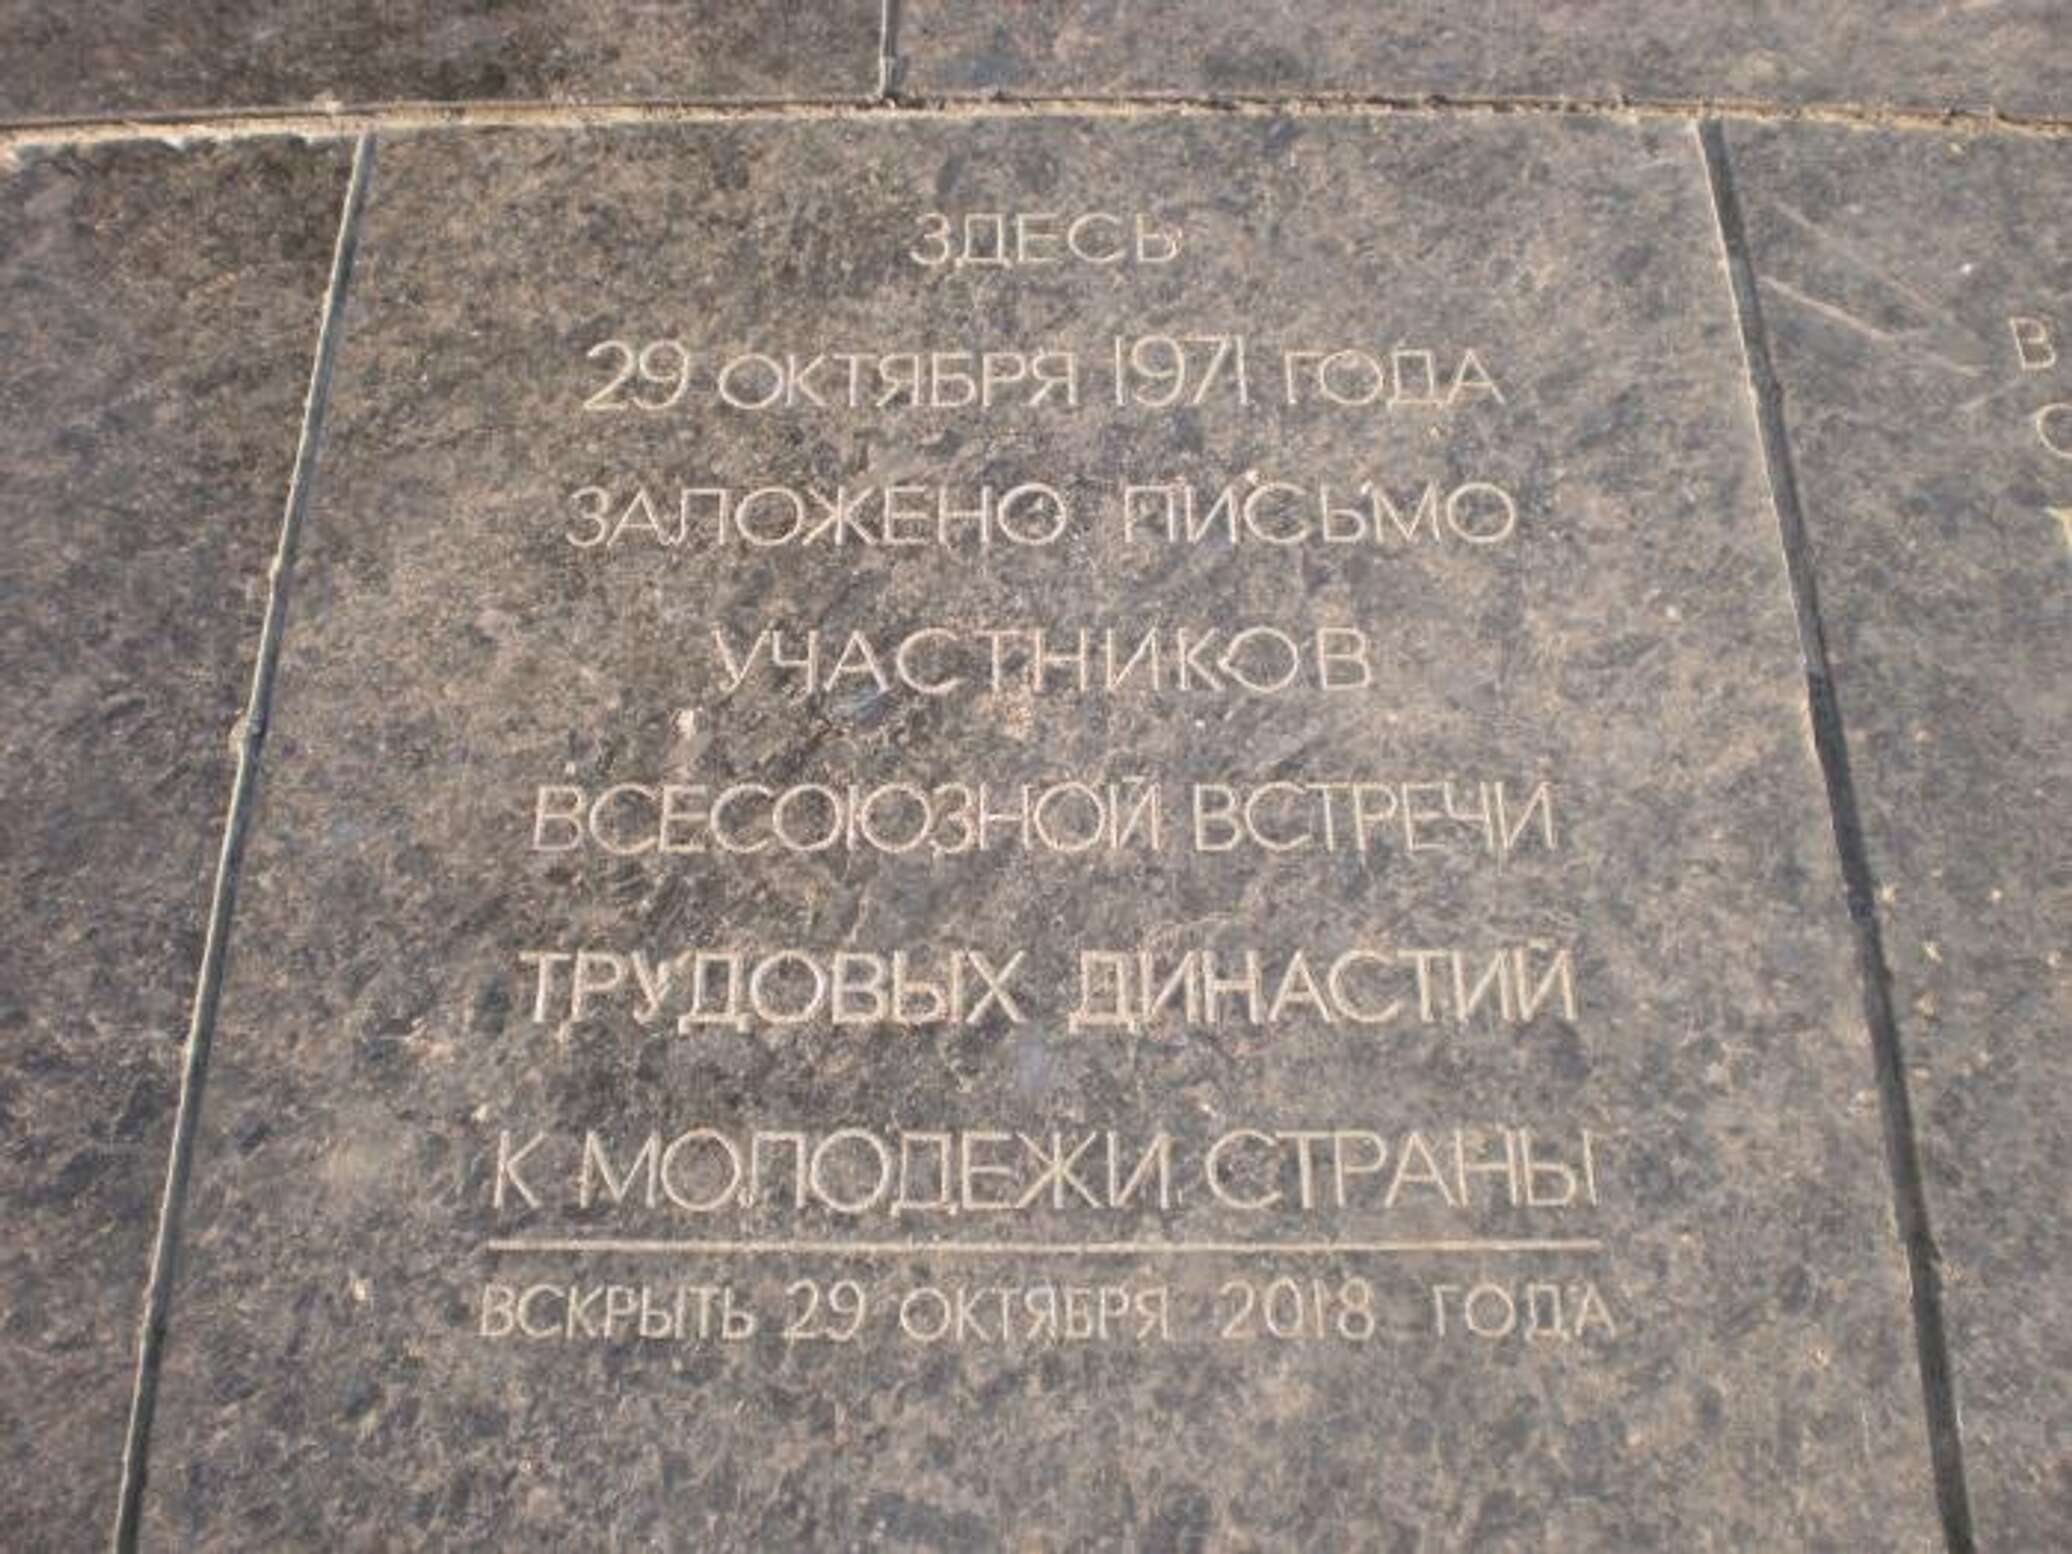 ЗДЕСЬ
29 ОКТЯБРЯ 1971 ГОДА
ЗАЛОЖЕНО ПИСЬМО
УЧАСТНИКОВ
ВСЕСОЮЗНОЙ ВСТРЕЧИ
ТРУДОВЫХ ДИНАСТИЙ
К МОЛОДЕЖИ СТРАНЫ
ВСКРЫТЬ 29 ОКТЯБРЯ 2018 ГОДА